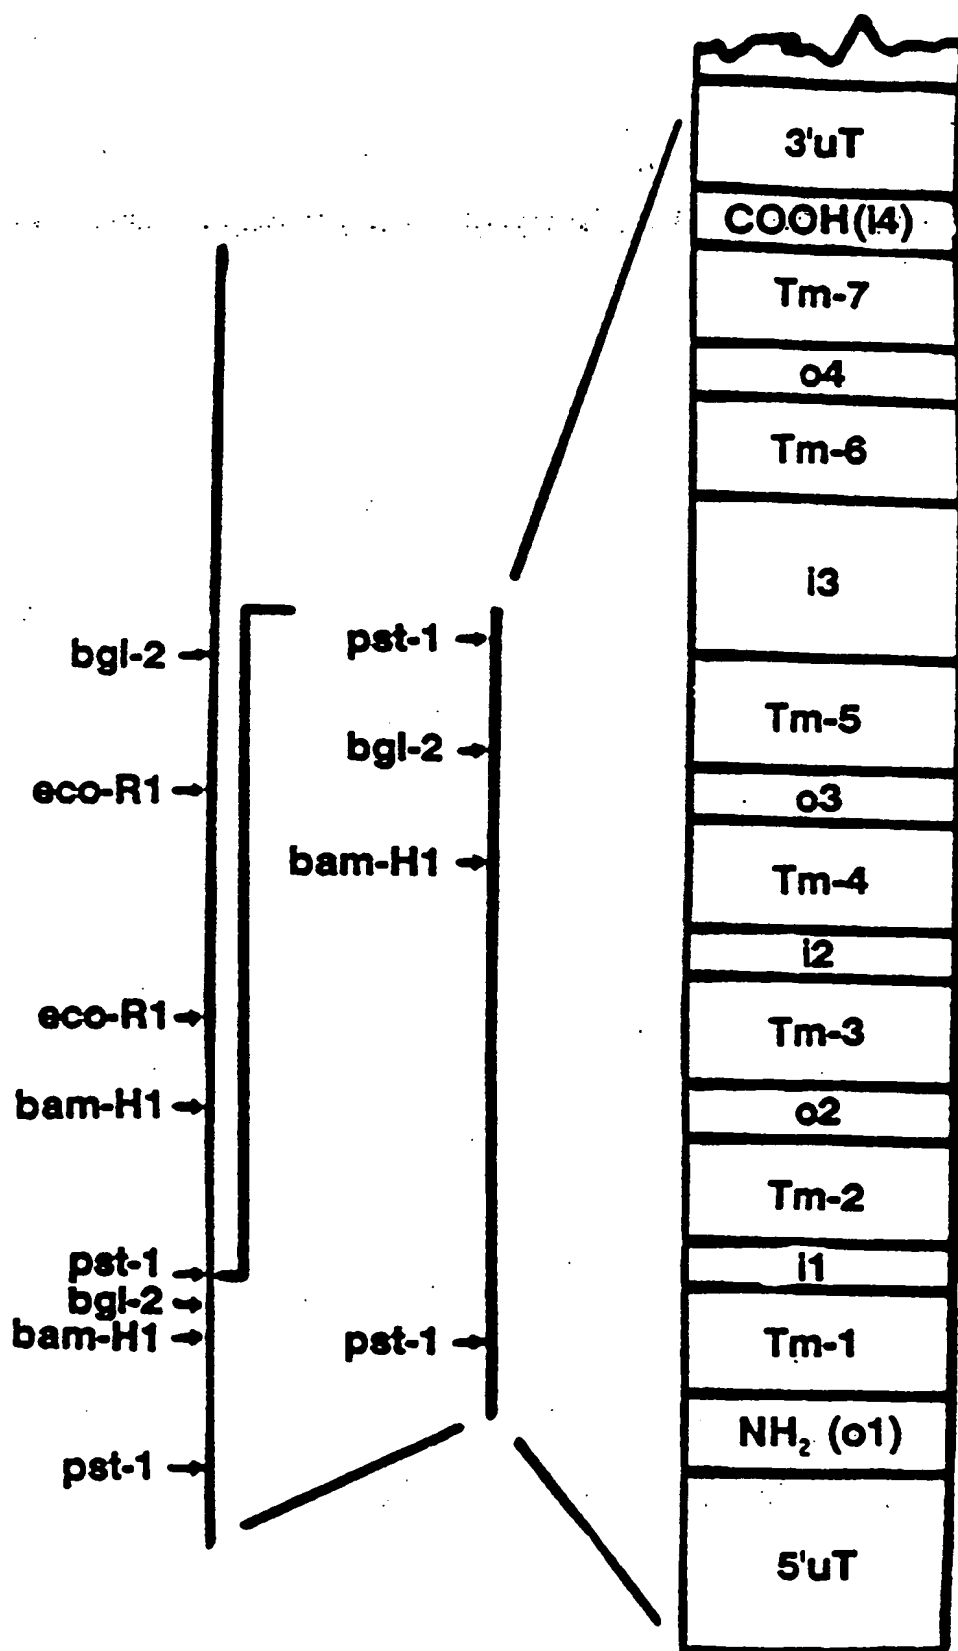 bgl-2
eco-R1
eco-R1
bam-H1
pst-1
bgl-2
bam-H1
pst-1
pst-1
bgl-2
bam-H1
pst-1
3'uT
COOH(i4)
Tm-7
o4
Tm-6
i3
Tm-5
o3
Tm-4
i2
Tm-3
o2
Tm-2
i1
Tm-1
NH₂ (o1)
5'uT